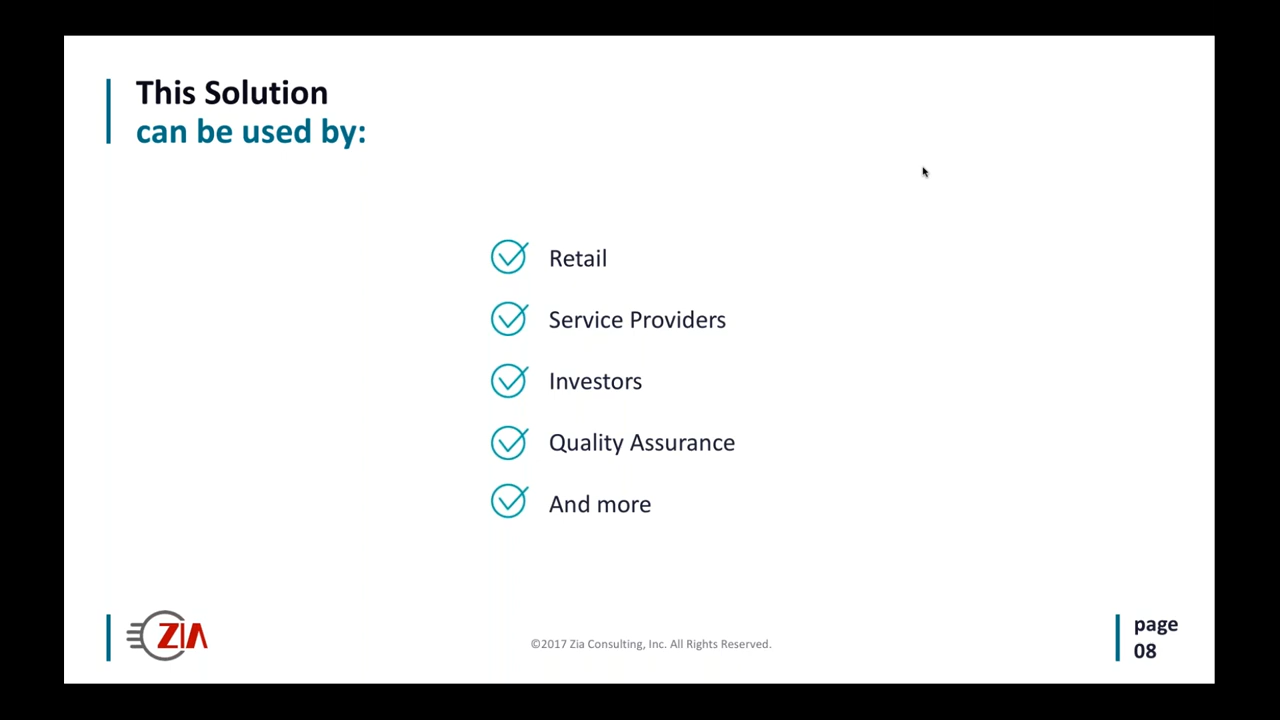 This Solution
can be used by:
Retail
Service Providers
Investors
Quality Assurance
And more
ZIA
©2017 Zia Consulting, Inc. All Rights Reserved.
page
08